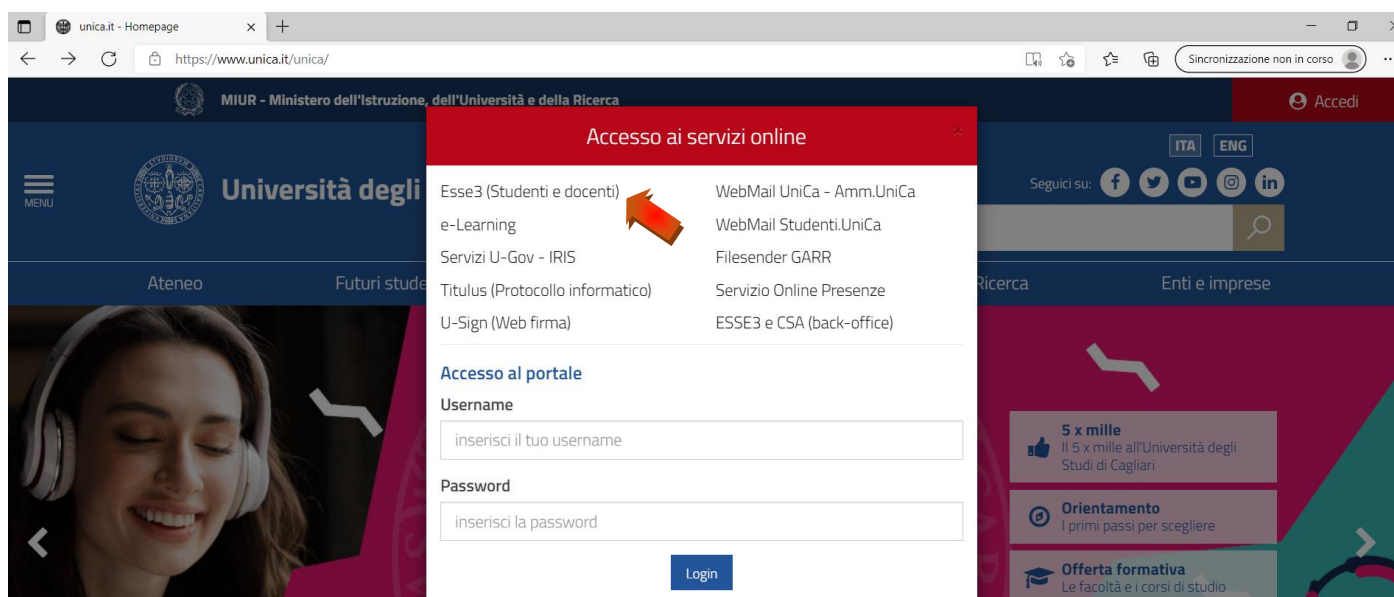 unica.it - Homepage
https://www.unica.it/unica/
Sincronizzazione non in corso
MIUR - Ministero dell'Istruzione, dell'Università e della Ricerca
Accedi
Accesso ai servizi online
ITA ENG
MENU
Università degli
Seguici su:
Esse3 (Studenti e docenti)
WebMail UniCa - Amm.UniCa
e-Learning
WebMail Studenti.UniCa
Servizi U-Gov - IRIS
Filesender GARR
Titulus (Protocollo informatico)
Servizio Online Presenze
U-Sign (Web firma)
ESSE3 e CSA (back-office)
Ateneo
Futuri stude
Ricerca
Enti e imprese
Accesso al portale
Username
inserisci il tuo username
Password
inserisci la password
Login
5 x mille
Il 5 x mille all'Università degli
Studi di Cagliari
Orientamento
I primi passi per scegliere
Offerta formativa
Le facoltà e i corsi di studio